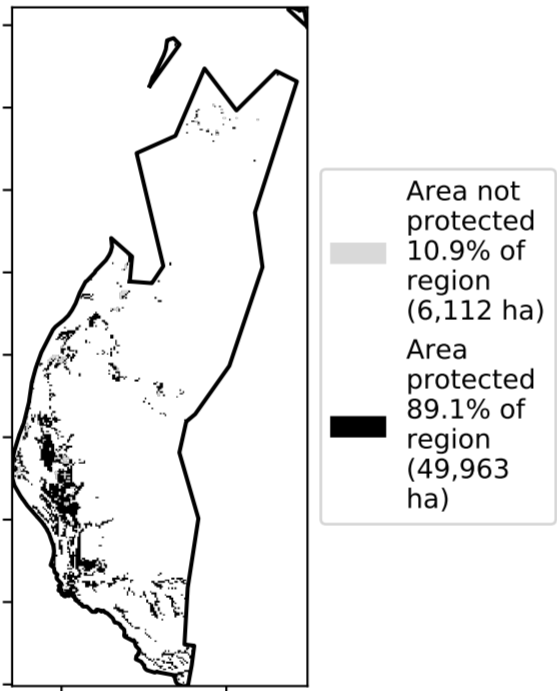 Area not
protected
10.9% of
region
(6,112 ha)
Area
protected
89.1% of
region
(49,963
ha)